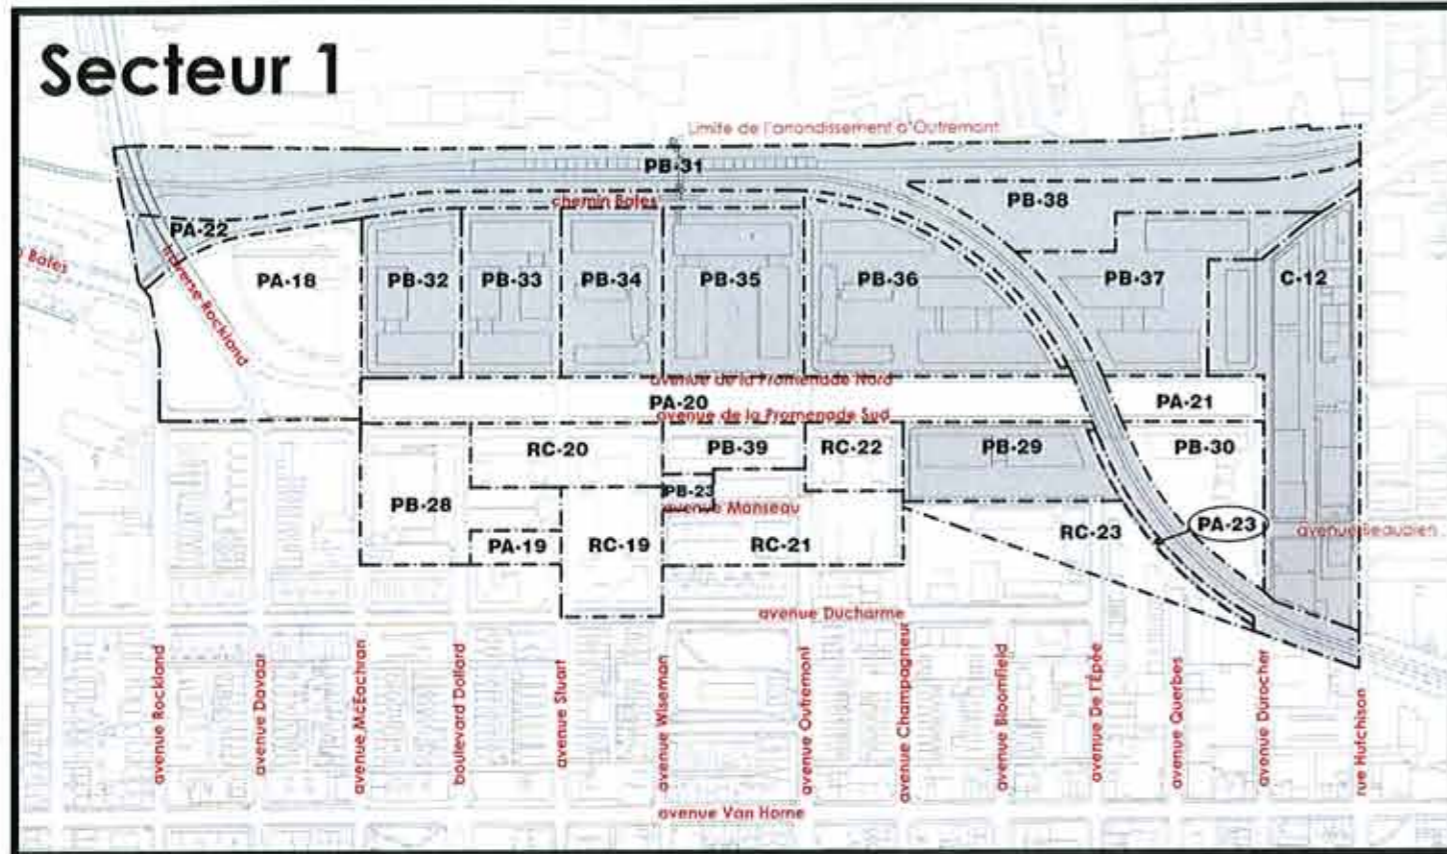 Secteur 1
Limite de l'arrondissement d'Outremont
PB-31
chemin Bates
PB-38
PA-22
Bates
traverse Rockland
PA-18
PB-32
PB-33
PB-34
PB-35
PB-36
PB-37
C-12
avenue de la Promenade Nord
PA-20
PA-21
avenue de la Promenade Sud
RC-20
PB-39
RC-22
PB-29
PB-30
PB-28
PB-23
avenue Manseau
PA-19
RC-19
RC-21
RC-23
PA-23
avenue Beaubien
avenue Ducharme
avenue Rockland
avenue Davaar
avenue McEachran
boulevard Dollard
avenue Stuart
avenue Wiseman
avenue Outremont
avenue Champagneur
avenue Bloomfield
avenue De l'Épée
avenue Querbes
avenue Durocher
rue Hutchison
avenue Van Horne